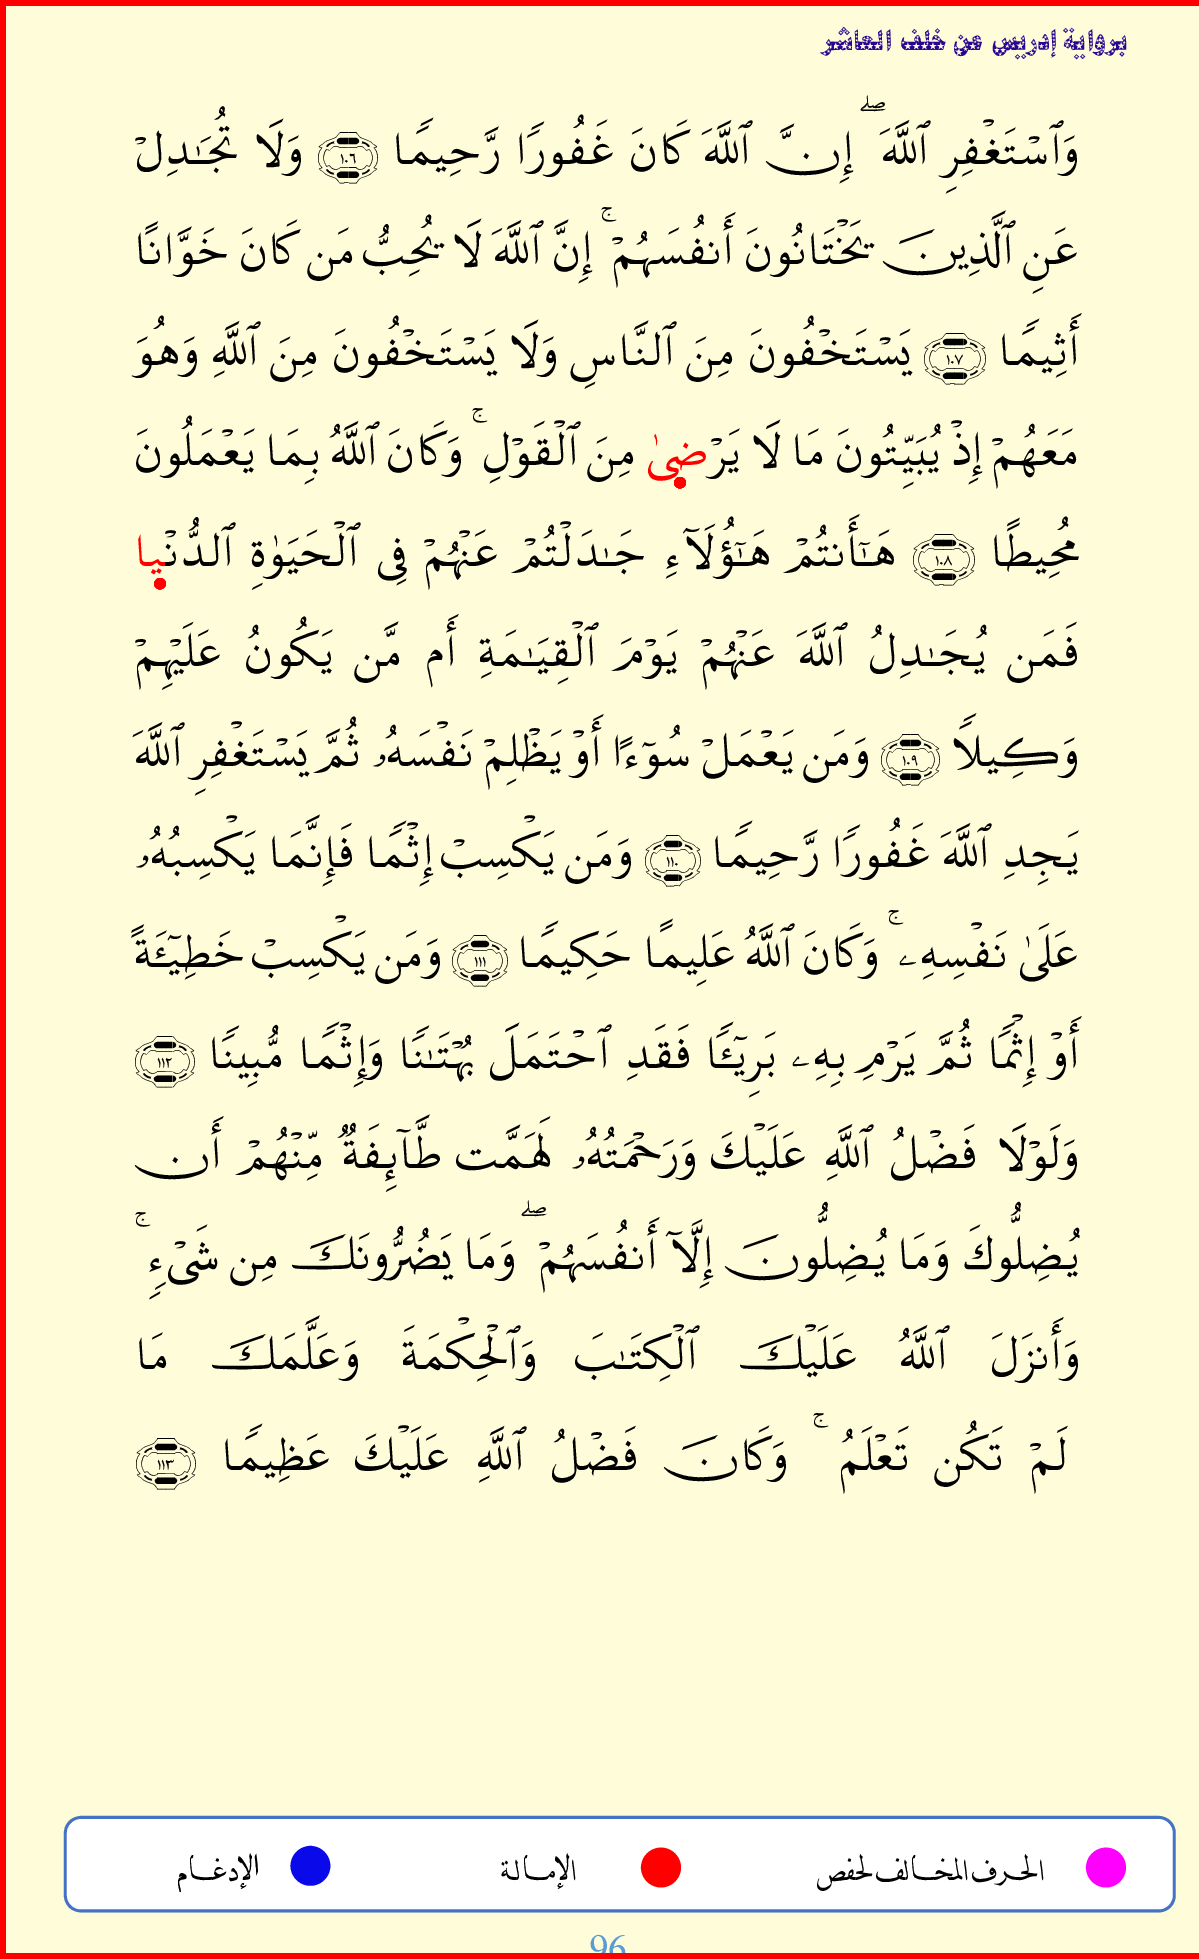 برواية إدريس عن خلف العاشر
وَٱسۡتَغۡفِرِ ٱللَّهَۖ إِنَّ ٱللَّهَ كَانَ غَفُورٗا رَّحِيمٗا ١٠٦ وَلَا تُجَٰدِلۡ
عَنِ ٱلَّذِينَ يَخۡتَانُونَ أَنفُسَهُمۡۚ إِنَّ ٱللَّهَ لَا يُحِبُّ مَن كَانَ خَوَّانًا
أَثِيمٗا ١٠٧ يَسۡتَخۡفُونَ مِنَ ٱلنَّاسِ وَلَا يَسۡتَخۡفُونَ مِنَ ٱللَّهِ وَهُوَ
مَعَهُمۡ إِذۡ يُبَيِّتُونَ مَا لَا يَرۡضىٰ مِنَ ٱلۡقَوۡلِۚ وَكَانَ ٱللَّهُ بِمَا يَعۡمَلُونَ
مُحِيطًا ١٠٨ هَٰٓأَنتُمۡ هَٰٓؤُلَآءِ جَٰدَلۡتُمۡ عَنۡهُمۡ فِي ٱلۡحَيَوٰةِ ٱلدُّنۡيا
فَمَن يُجَٰدِلُ ٱللَّهَ عَنۡهُمۡ يَوۡمَ ٱلۡقِيَٰمَةِ أَم مَّن يَكُونُ عَلَيۡهِمۡ
وَكِيلٗا ١٠٩ وَمَن يَعۡمَلۡ سُوٓءًا أَوۡ يَظۡلِمۡ نَفۡسَهُۥ ثُمَّ يَسۡتَغۡفِرِ ٱللَّهَ
يَجِدِ ٱللَّهَ غَفُورٗا رَّحِيمٗا ١١٠ وَمَن يَكۡسِبۡ إِثۡمٗا فَإِنَّمَا يَكۡسِبُهُۥ
عَلَىٰ نَفۡسِهِۦۚ وَكَانَ ٱللَّهُ عَلِيمًا حَكِيمٗا ١١١ وَمَن يَكۡسِبۡ خَطِيٓـَٔةً
أَوۡ إِثۡمٗا ثُمَّ يَرۡمِ بِهِۦ بَرِيٓـٔٗا فَقَدِ ٱحۡتَمَلَ بُهۡتَٰنٗا وَإِثۡمٗا مُّبِينٗا ١١٢
وَلَوۡلَا فَضۡلُ ٱللَّهِ عَلَيۡكَ وَرَحۡمَتُهُۥ لَهَمَّت طَّآئِفَةٞ مِّنۡهُمۡ أَن
يُضِلُّوكَ وَمَا يُضِلُّونَ إِلَّآ أَنفُسَهُمۡۖ وَمَا يَضُرُّونَكَ مِن شَيۡءٖۚ
وَأَنزَلَ ٱللَّهُ عَلَيۡكَ ٱلۡكِتَٰبَ وَٱلۡحِكۡمَةَ وَعَلَّمَكَ مَا
لَمۡ تَكُن تَعۡلَمُۚ وَكَانَ فَضۡلُ ٱللَّهِ عَلَيۡكَ عَظِيمٗا ١١٣
الحرف المخالف لحفص الإمالة الإدغام
96